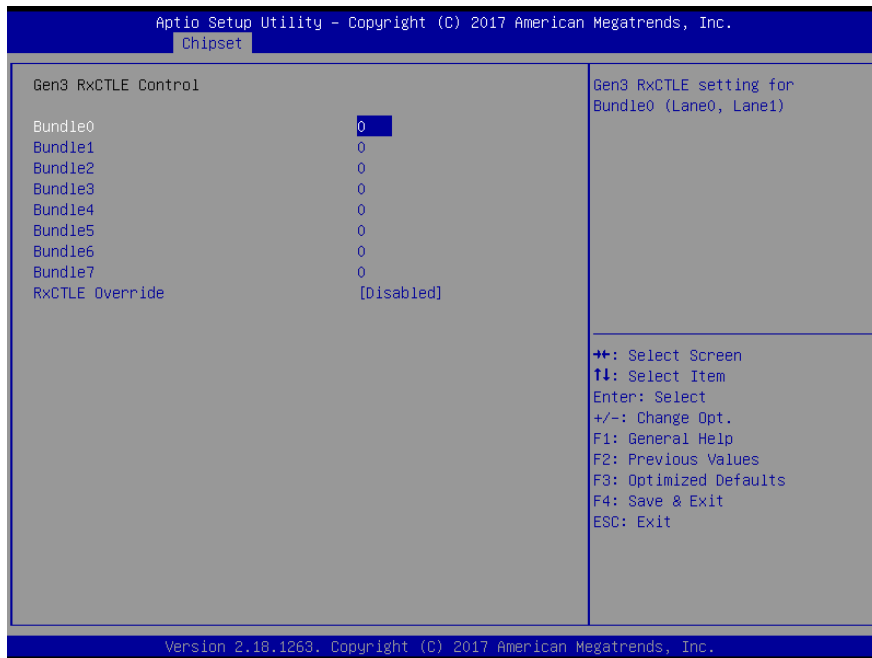 Aptio Setup Utility – Copyright (C) 2017 American Megatrends, Inc.
Chipset
Gen3 RxCTLE Control
Bundle0 0
Bundle1 0
Bundle2 0
Bundle3 0
Bundle4 0
Bundle5 0
Bundle6 0
Bundle7 0
RxCTLE Override [Disabled]
Gen3 RxCTLE setting for
Bundle0 (Lane0, Lane1)
→←: Select Screen
↑↓: Select Item
Enter: Select
+/-: Change Opt.
F1: General Help
F2: Previous Values
F3: Optimized Defaults
F4: Save & Exit
ESC: Exit
Version 2.18.1263. Copyright (C) 2017 American Megatrends, Inc.